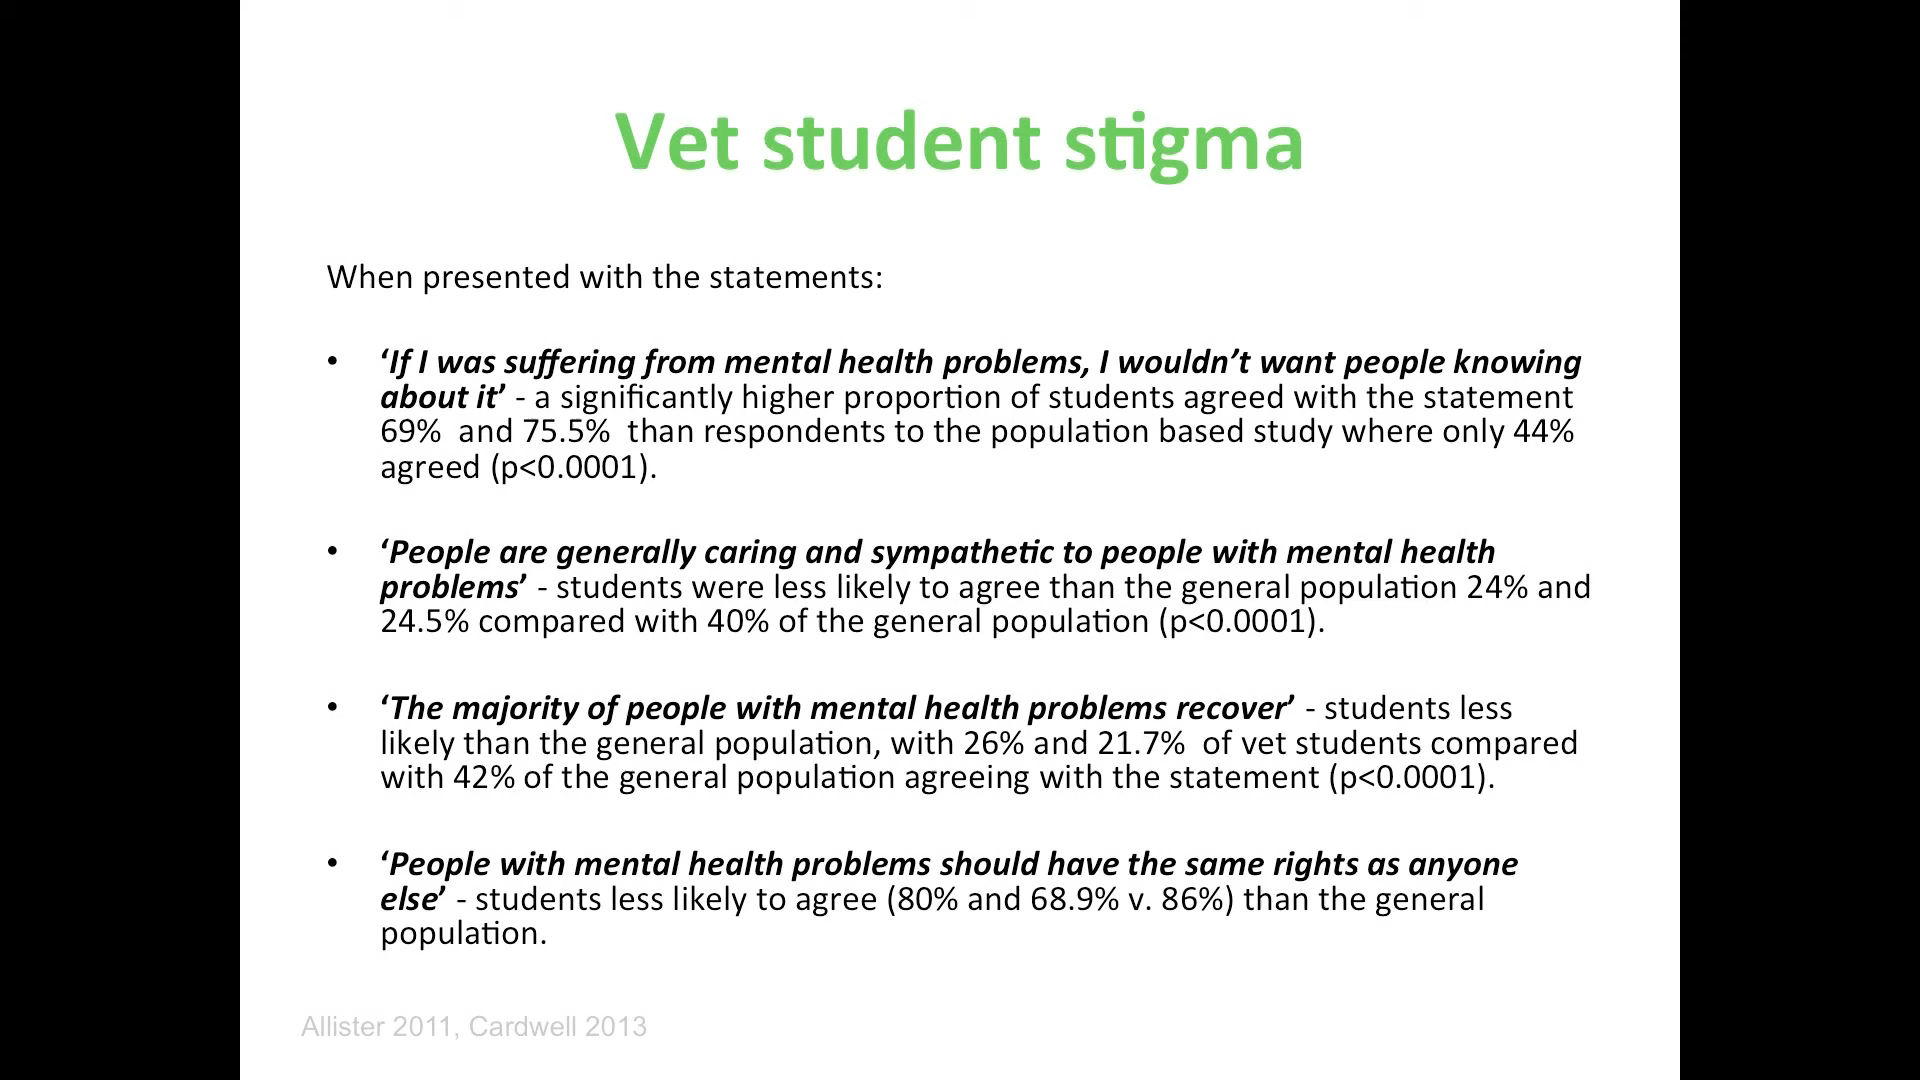 Vet student stigma
When presented with the statements:
• ‘If I was suffering from mental health problems, I wouldn’t want people knowing
about it’ - a significantly higher proportion of students agreed with the statement
69%  and 75.5%  than respondents to the population based study where only 44%
agreed (p<0.0001).
• ‘People are generally caring and sympathetic to people with mental health
problems’ - students were less likely to agree than the general population 24% and
24.5% compared with 40% of the general population (p<0.0001).
• ‘The majority of people with mental health problems recover’ - students less
likely than the general population, with 26% and 21.7%  of vet students compared
with 42% of the general population agreeing with the statement (p<0.0001).
• ‘People with mental health problems should have the same rights as anyone
else’ - students less likely to agree (80% and 68.9% v. 86%) than the general
population.
Allister 2011, Cardwell 2013